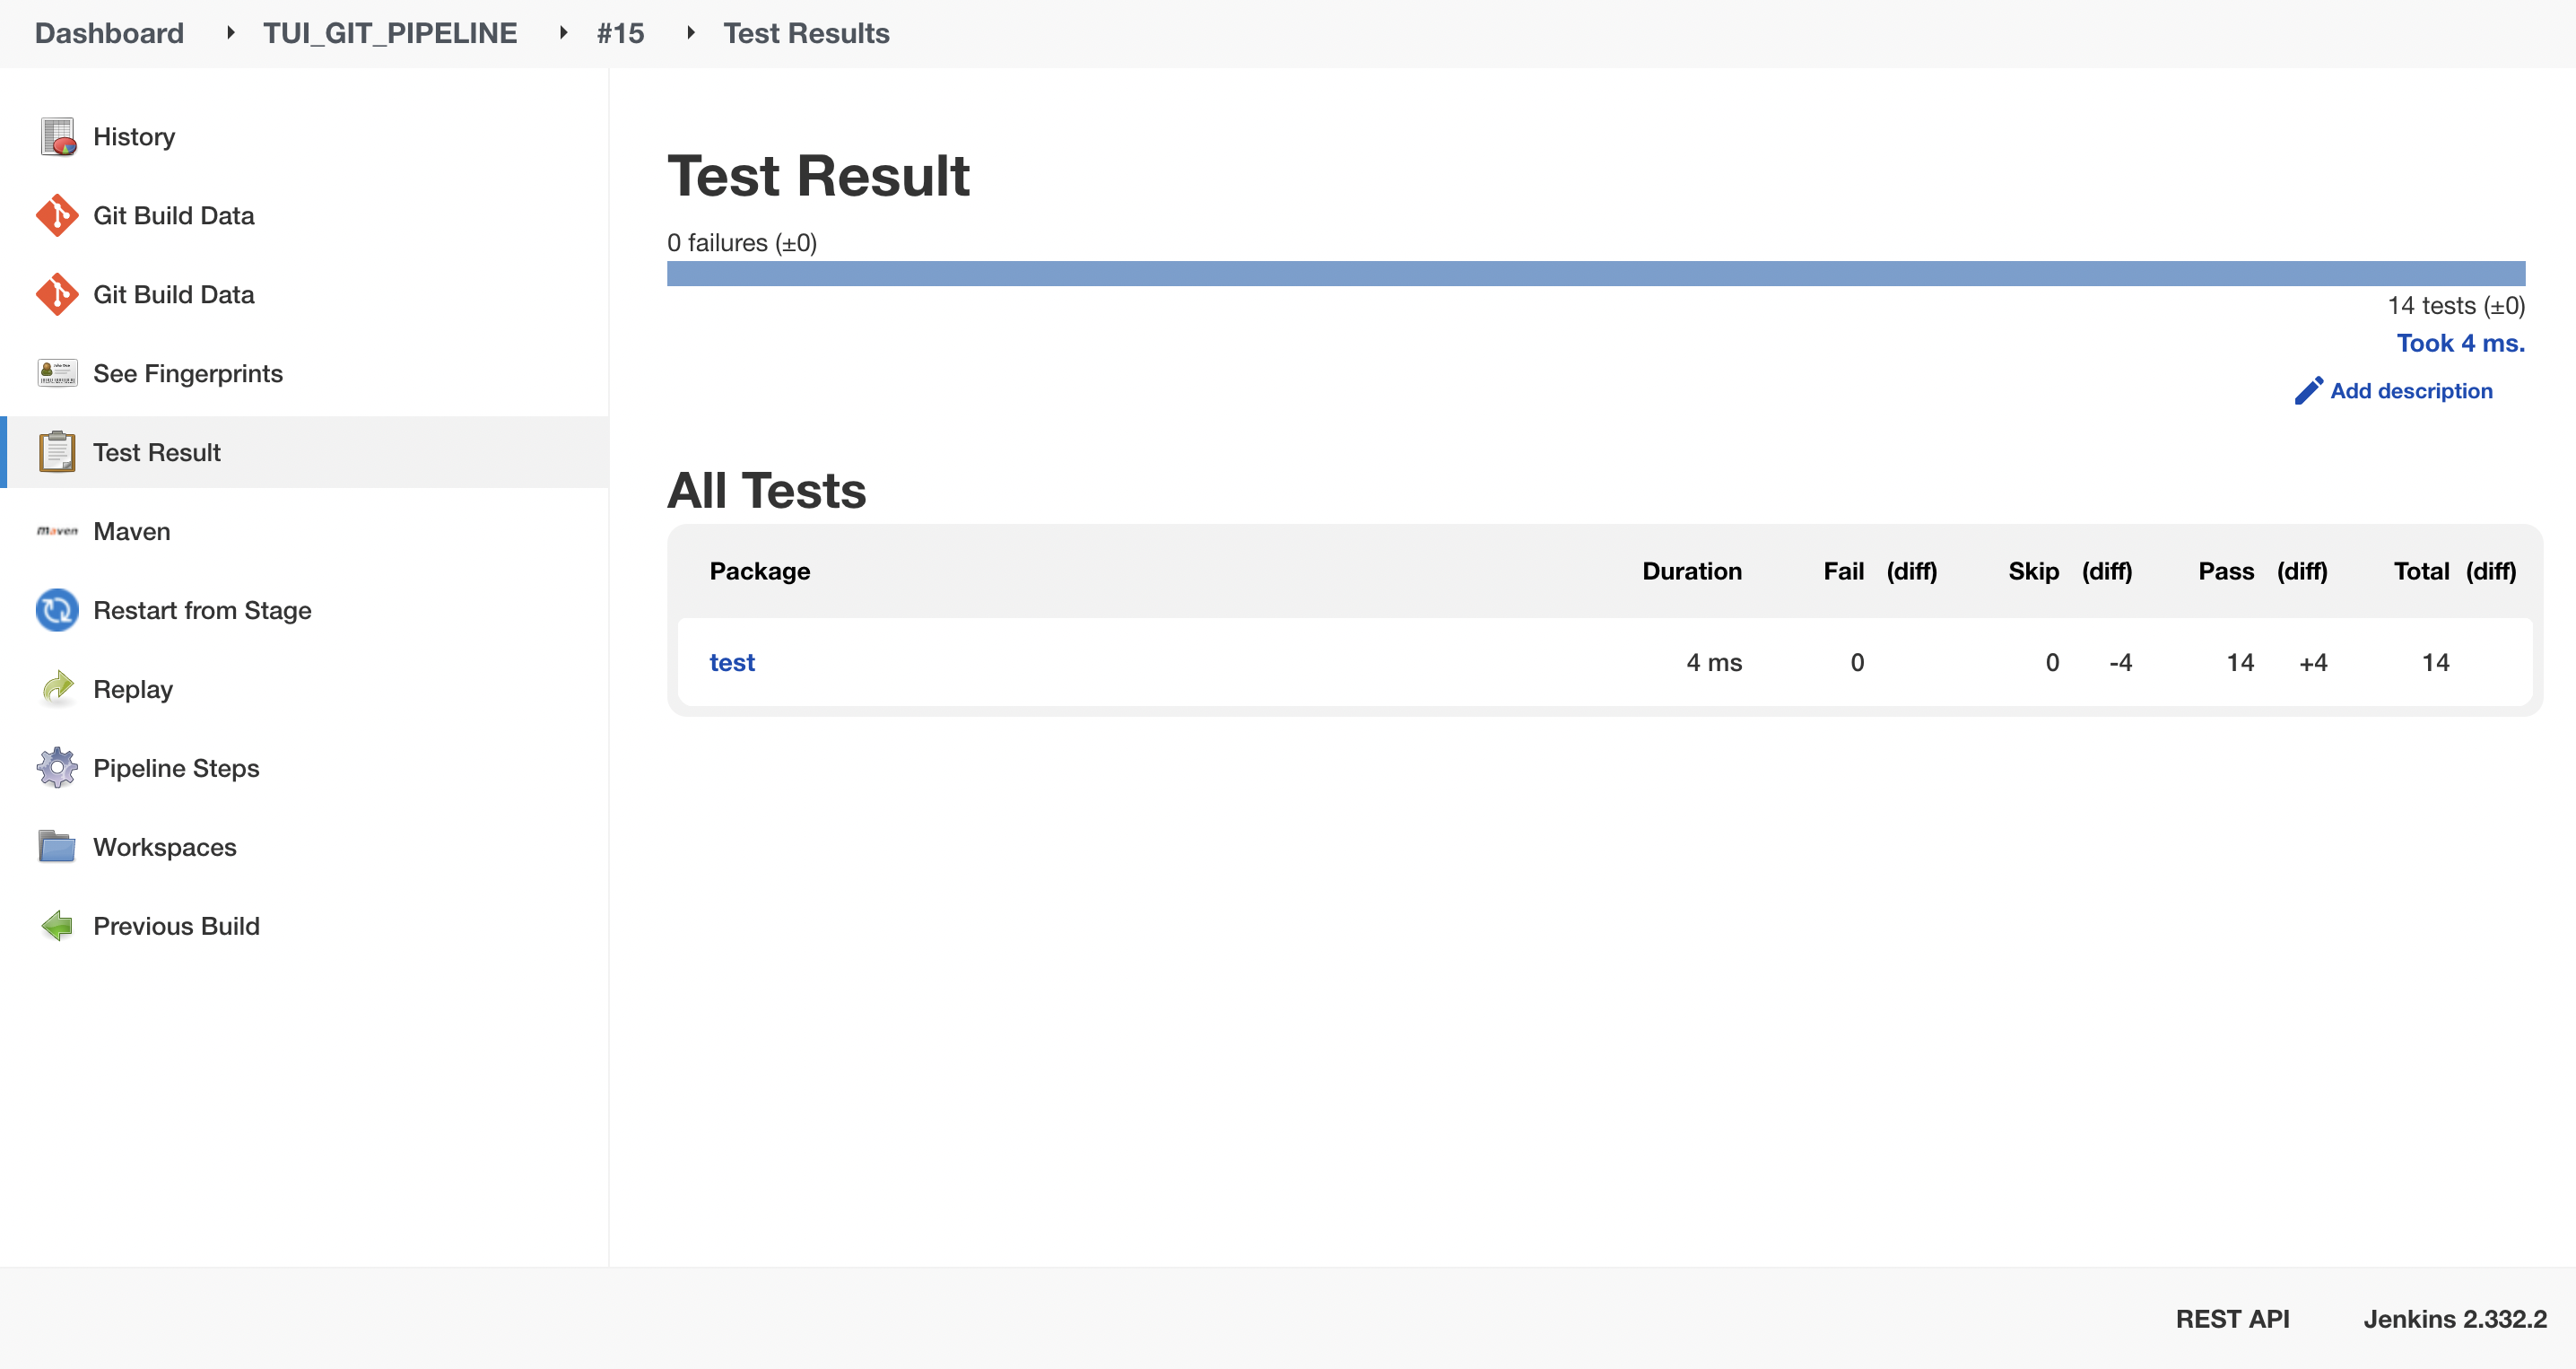 Dashboard TUI_GIT_PIPELINE #15 Test Results
History
Git Build Data
Git Build Data
See Fingerprints
Test Result
maven Maven
Restart from Stage
Replay
Pipeline Steps
Workspaces
Previous Build
Test Result
0 failures (±0)
14 tests (±0)
Took 4 ms.
Add description
All Tests
Package Duration Fail (diff) Skip (diff) Pass (diff) Total (diff)
test 4 ms 0 0 -4 14 +4 14
REST API Jenkins 2.332.2